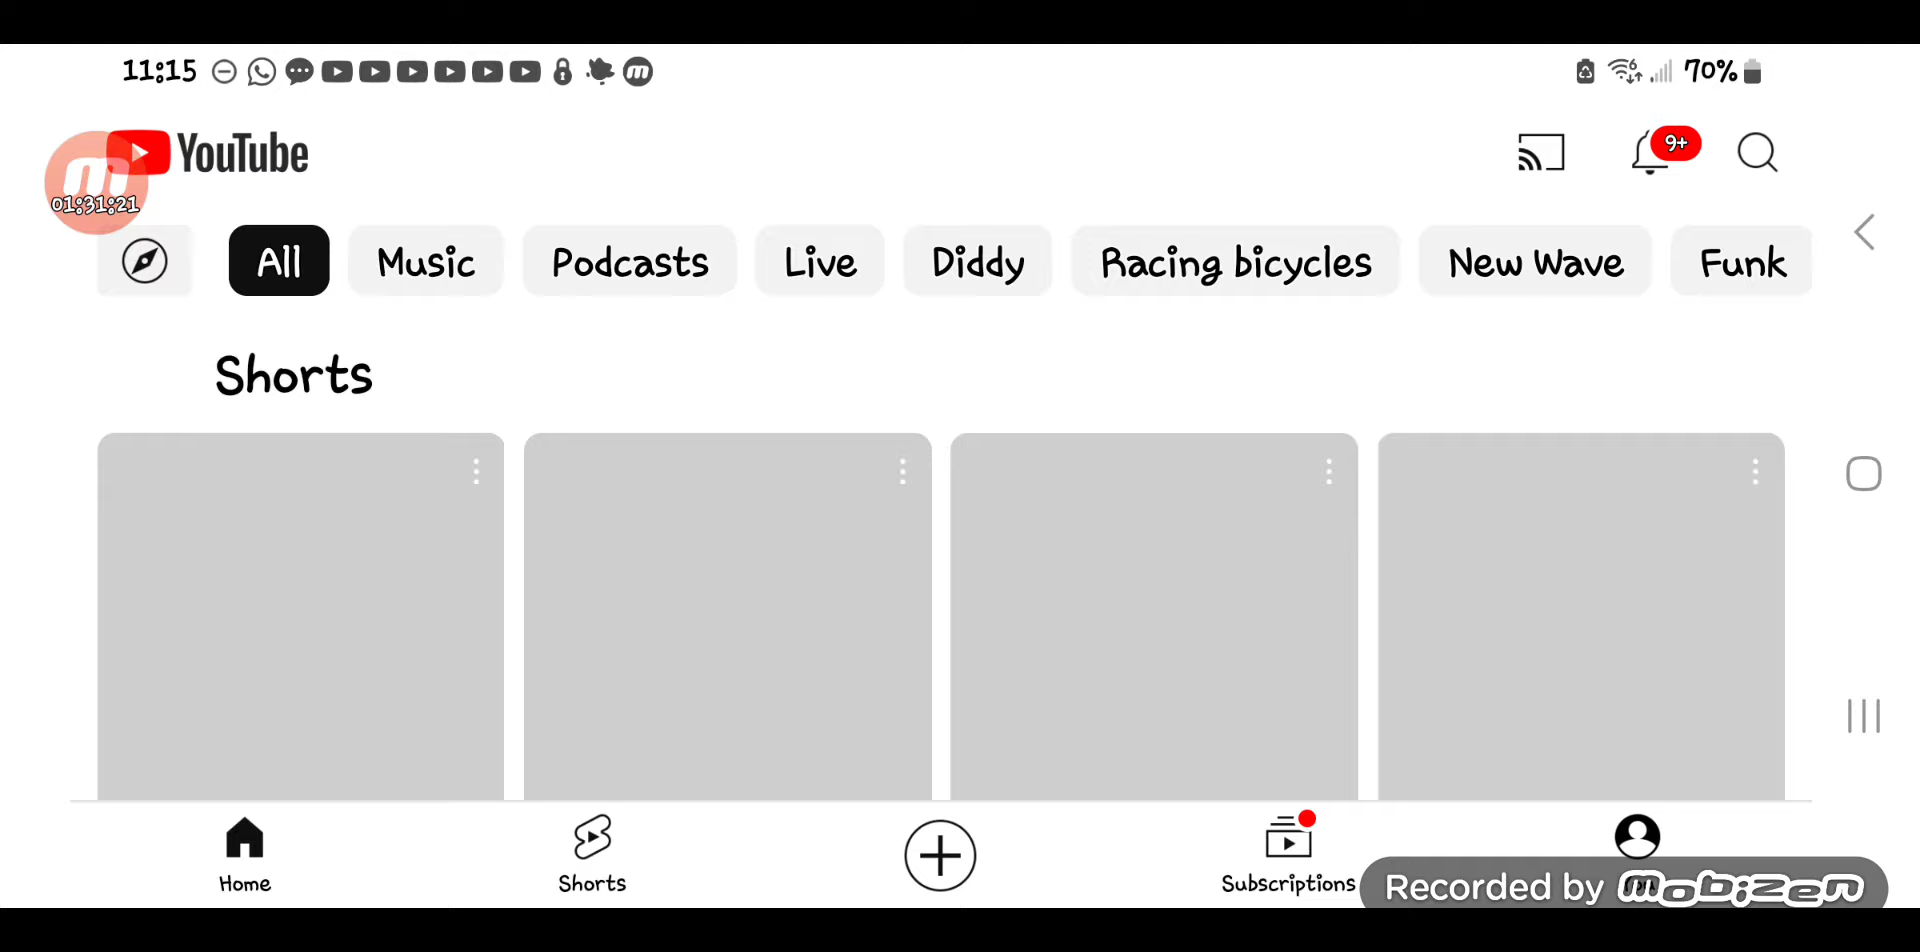 11:15 70%
YouTube 9+
01:31:21
All Music Podcasts Live Diddy Racing bicycles New Wave Funk
Shorts
Home Shorts Subscriptions
Recorded by mobizen